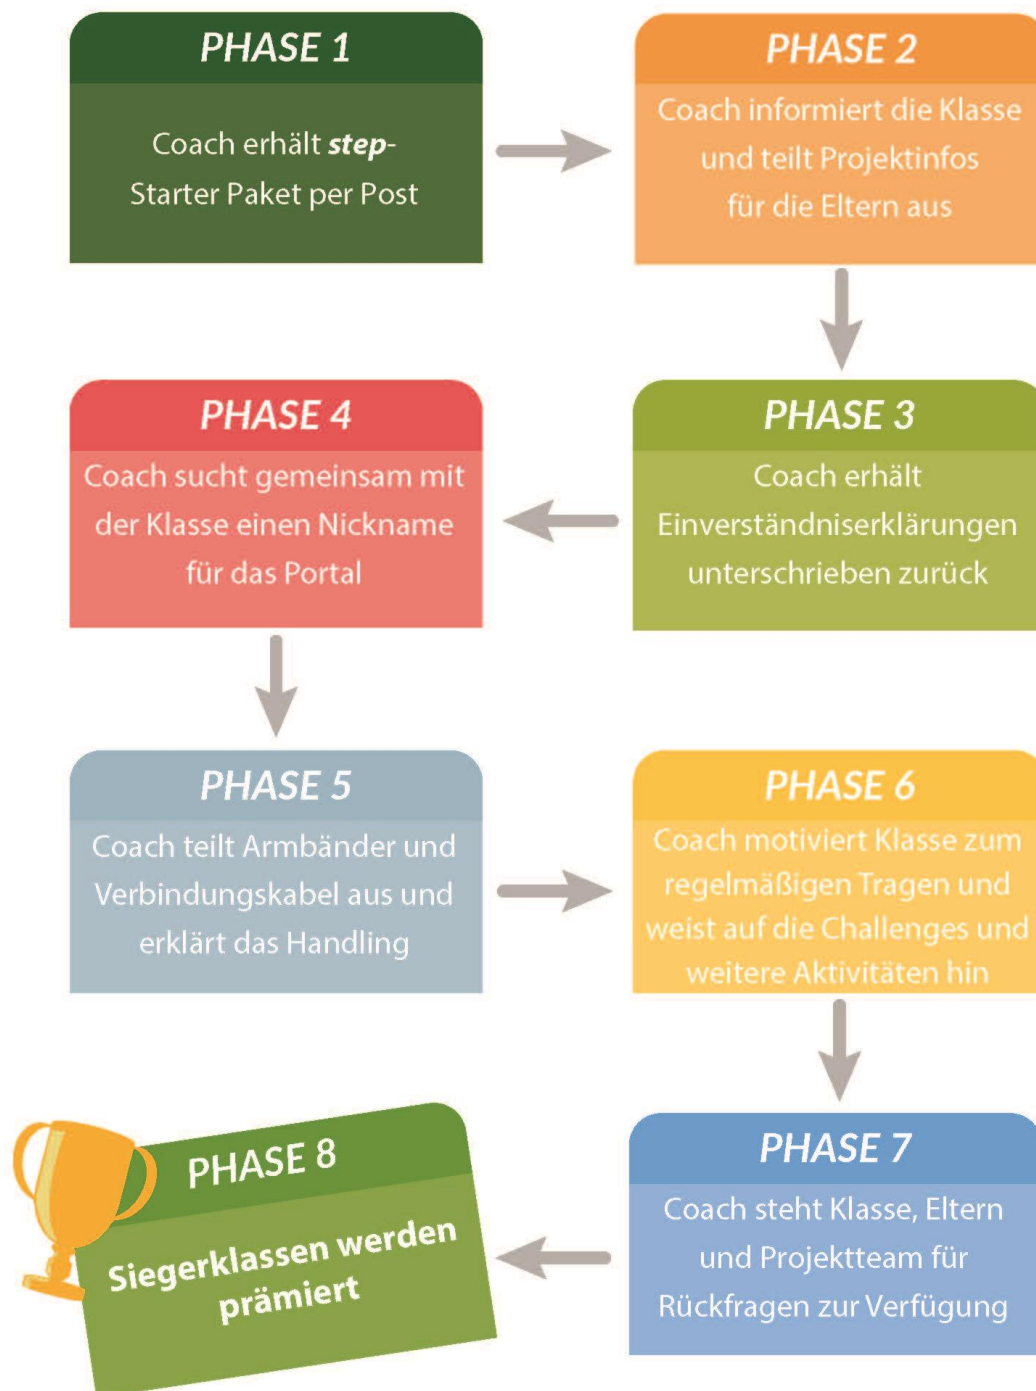 PHASE 1
Coach erhält step-
Starter Paket per Post
PHASE 2
Coach informiert die Klasse
und teilt Projektinfos
für die Eltern aus
PHASE 3
Coach erhält
Einverständniserklärungen
unterschrieben zurück
PHASE 4
Coach sucht gemeinsam mit
der Klasse einen Nickname
für das Portal
PHASE 5
Coach teilt Armbänder und
Verbindungskabel aus und
erklärt das Handling
PHASE 6
Coach motiviert Klasse zum
regelmäßigen Tragen und
weist auf die Challenges und
weitere Aktivitäten hin
PHASE 7
Coach steht Klasse, Eltern
und Projektteam für
Rückfragen zur Verfügung
PHASE 8
Siegerklassen werden
prämiert